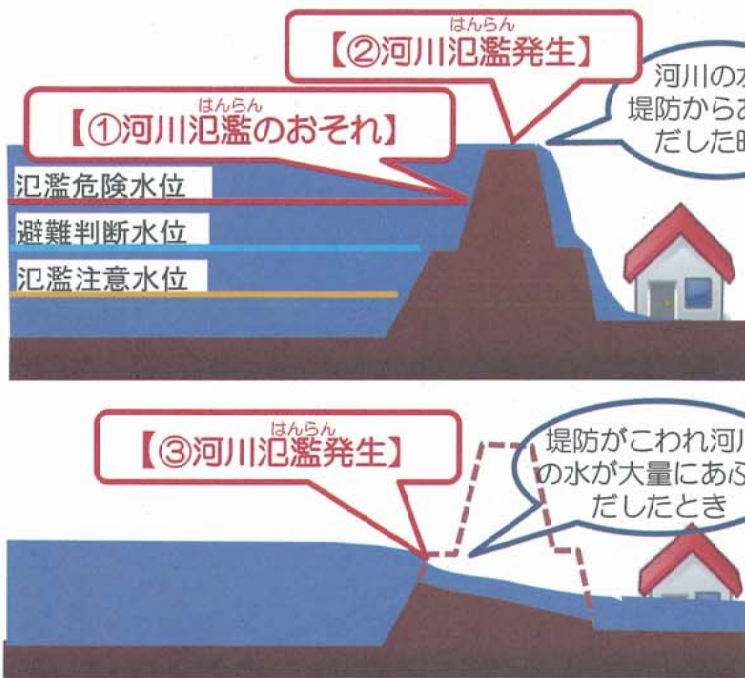 はんらん
【②河川氾濫発生】
河川の
堤防からあ
だした
はんらん
【①河川氾濫のおそれ】
氾濫危険水位
避難判断水位
氾濫注意水位
はんらん
【③河川氾濫発生】
堤防がこわれ河川
の水が大量にあふ
だしたとき